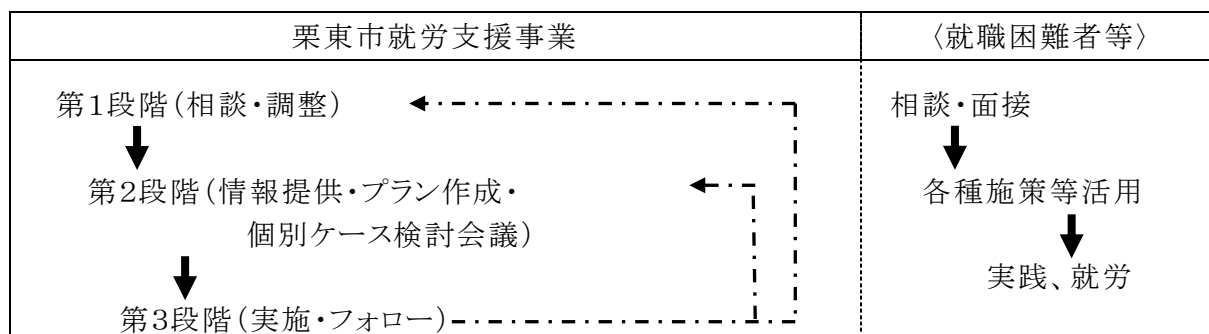 栗東市就労支援事業
〈就職困難者等〉
第1段階(相談・調整)
第2段階(情報提供・プラン作成・
個別ケース検討会議)
第3段階(実施・フォロー)
相談・面接
各種施策等活用
実践、就労